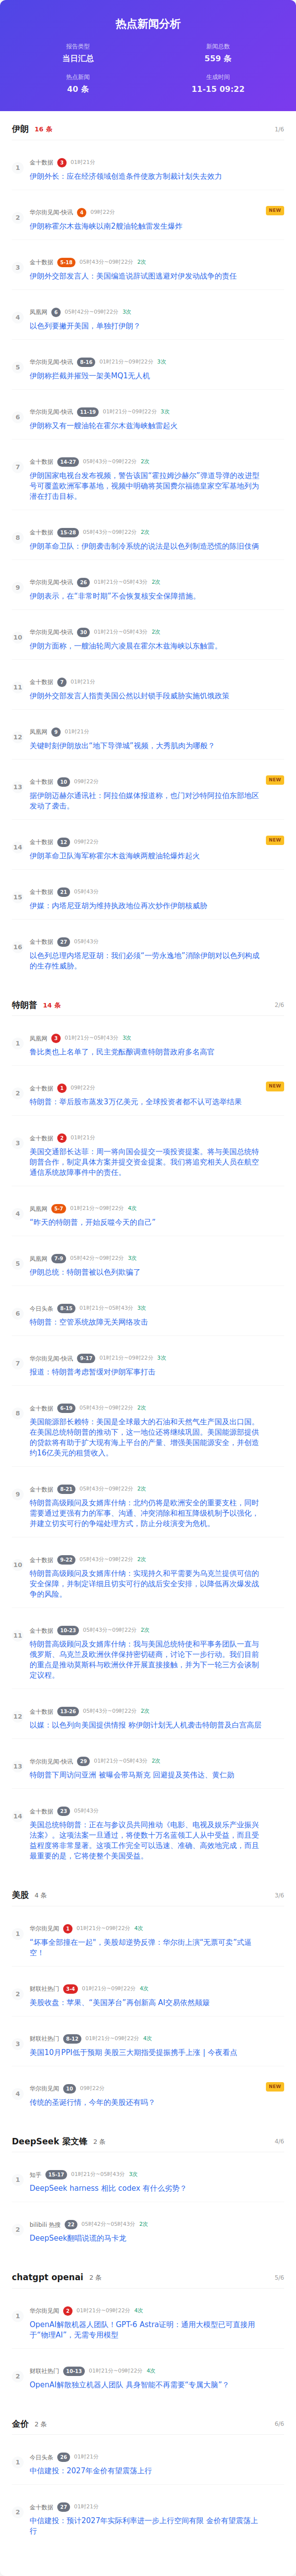 热点新闻分析
报告类型
当日汇总
新闻总数
559 条
热点新闻
40 条
生成时间
11-15 09:22
伊朗 16 条 1/6
1
金十数据 3 01时21分
伊朗外长：应在经济领域创造条件使敌方制裁计划失去效力
2
华尔街见闻-快讯 4 09时22分 NEW
伊朗称霍尔木兹海峡以南2艘油轮触雷发生爆炸
3
金十数据 5-18 05时43分~09时22分 2次
伊朗外交部发言人：美国编造说辞试图逃避对伊发动战争的责任
4
凤凰网 6 05时42分~09时22分 3次
以色列要撇开美国，单独打伊朗？
5
华尔街见闻-快讯 8-16 01时21分~09时22分 3次
伊朗称拦截并摧毁一架美MQ1无人机
6
华尔街见闻-快讯 11-19 01时21分~09时22分 3次
伊朗称又有一艘油轮在霍尔木兹海峡触雷起火
7
金十数据 14-27 05时43分~09时22分 2次
伊朗国家电视台发布视频，警告该国“霍拉姆沙赫尔”弹道导弹的改进型
号可覆盖欧洲军事基地，视频中明确将英国费尔福德皇家空军基地列为
潜在打击目标。
8
金十数据 15-28 05时43分~09时22分 2次
伊朗革命卫队：伊朗袭击制冷系统的说法是以色列制造恐慌的陈旧伎俩
9
华尔街见闻-快讯 26 01时21分~05时43分 2次
伊朗表示，在“非常时期”不会恢复核安全保障措施。
10
华尔街见闻-快讯 30 01时21分~05时43分 2次
伊朗方面称，一艘油轮周六凌晨在霍尔木兹海峡以东触雷。
11
金十数据 7 01时21分
伊朗外交部发言人指责美国公然以封锁手段威胁实施饥饿政策
12
凤凰网 9 01时21分
关键时刻伊朗放出“地下导弹城”视频，大秀肌肉为哪般？
13
金十数据 10 09时22分 NEW
据伊朗迈赫尔通讯社：阿拉伯媒体报道称，也门对沙特阿拉伯东部地区
发动了袭击。
14
金十数据 12 09时22分 NEW
伊朗革命卫队海军称霍尔木兹海峡两艘油轮爆炸起火
15
金十数据 21 05时43分
伊媒：内塔尼亚胡为维持执政地位再次炒作伊朗核威胁
16
金十数据 27 05时43分
以色列总理内塔尼亚胡：我们必须“一劳永逸地”消除伊朗对以色列构成
的生存性威胁。
特朗普 14 条 2/6
1
凤凰网 3 01时21分~05时43分 3次
鲁比奥也上名单了，民主党酝酿调查特朗普政府多名高官
2
金十数据 1 09时22分 NEW
特朗普：举后股市蒸发3万亿美元，全球投资者都不认可选举结果
3
金十数据 2 01时21分
美国交通部长达菲：周一将向国会提交一项投资提案。将与美国总统特
朗普合作，制定具体方案并提交资金提案。我们将追究相关人员在航空
通信系统故障事件中的责任。
4
凤凰网 5-7 01时21分~09时22分 4次
“昨天的特朗普，开始反噬今天的自己”
5
凤凰网 7-9 05时42分~09时22分 3次
伊朗总统：特朗普被以色列欺骗了
6
今日头条 8-15 01时21分~05时43分 3次
特朗普：空管系统故障无关网络攻击
7
华尔街见闻-快讯 9-17 01时21分~09时22分 3次
报道：特朗普考虑暂缓对伊朗军事打击
8
金十数据 6-19 05时43分~09时22分 2次
美国能源部长赖特：美国是全球最大的石油和天然气生产国及出口国。
在美国总统特朗普的推动下，这一地位还将继续巩固。美国能源部提供
的贷款将有助于扩大现有海上平台的产量、增强美国能源安全，并创造
约16亿美元的租赁收入。
9
金十数据 8-21 05时43分~09时22分 2次
特朗普高级顾问及女婿库什纳：北约仍将是欧洲安全的重要支柱，同时
需要通过更强有力的军事、沟通、冲突消除和相互降级机制予以强化，
并建立切实可行的争端处理方式，防止分歧演变为危机。
10
金十数据 9-22 05时43分~09时22分 2次
特朗普高级顾问及女婿库什纳：实现持久和平需要为乌克兰提供可信的
安全保障，并制定详细且切实可行的战后安全安排，以降低再次爆发战
争的风险。
11
金十数据 10-23 05时43分~09时22分 2次
特朗普高级顾问及女婿库什纳：我与美国总统特使和平事务团队一直与
俄罗斯、乌克兰及欧洲伙伴保持密切磋商，讨论下一步行动。我们目前
的重点是推动莫斯科与欧洲伙伴开展直接接触，并为下一轮三方会谈制
定议程。
12
金十数据 13-26 05时43分~09时22分 2次
以媒：以色列向美国提供情报 称伊朗计划无人机袭击特朗普及白宫高层
13
华尔街见闻-快讯 29 01时21分~05时43分 2次
特朗普下周访问亚洲 被曝会带马斯克 回避提及英伟达、黄仁勋
14
金十数据 23 05时43分
美国总统特朗普：正在与参议员共同推动《电影、电视及娱乐产业振兴
法案》。这项法案一旦通过，将使数十万名蓝领工人从中受益，而且受
益程度将非常显著。这项工作完全可以迅速、准确、高效地完成，而且
最重要的是，它将使整个美国受益。
美股 4 条 3/6
1
华尔街见闻 1 01时21分~09时22分 4次
“坏事全部撞在一起”，美股却逆势反弹：华尔街上演“无票可卖”式逼
空！
2
财联社热门 3-4 01时21分~09时22分 4次
美股收盘：苹果、“美国茅台”再创新高 AI交易依然颠簸
3
财联社热门 8-12 01时21分~09时22分 4次
美国10月PPI低于预期 美股三大期指受提振携手上涨 | 今夜看点
4
华尔街见闻 10 09时22分 NEW
传统的圣诞行情，今年的美股还有吗？
DeepSeek 梁文锋 2 条 4/6
1
知乎 15-17 01时21分~05时43分 3次
DeepSeek harness 相比 codex 有什么劣势？
2
bilibili 热搜 22 05时42分~05时43分 2次
DeepSeek翻唱说谎的马卡龙
chatgpt openai 2 条 5/6
1
华尔街见闻 2 01时21分~09时22分 4次
OpenAI解散机器人团队！GPT-6 Astra证明：通用大模型已可直接用
于“物理AI”，无需专用模型
2
财联社热门 10-13 01时21分~09时22分 4次
OpenAI解散独立机器人团队 具身智能不再需要“专属大脑”？
金价 2 条 6/6
1
今日头条 26 01时21分
中信建投：2027年金价有望震荡上行
2
金十数据 27 01时21分
中信建投：预计2027年实际利率进一步上行空间有限 金价有望震荡上
行